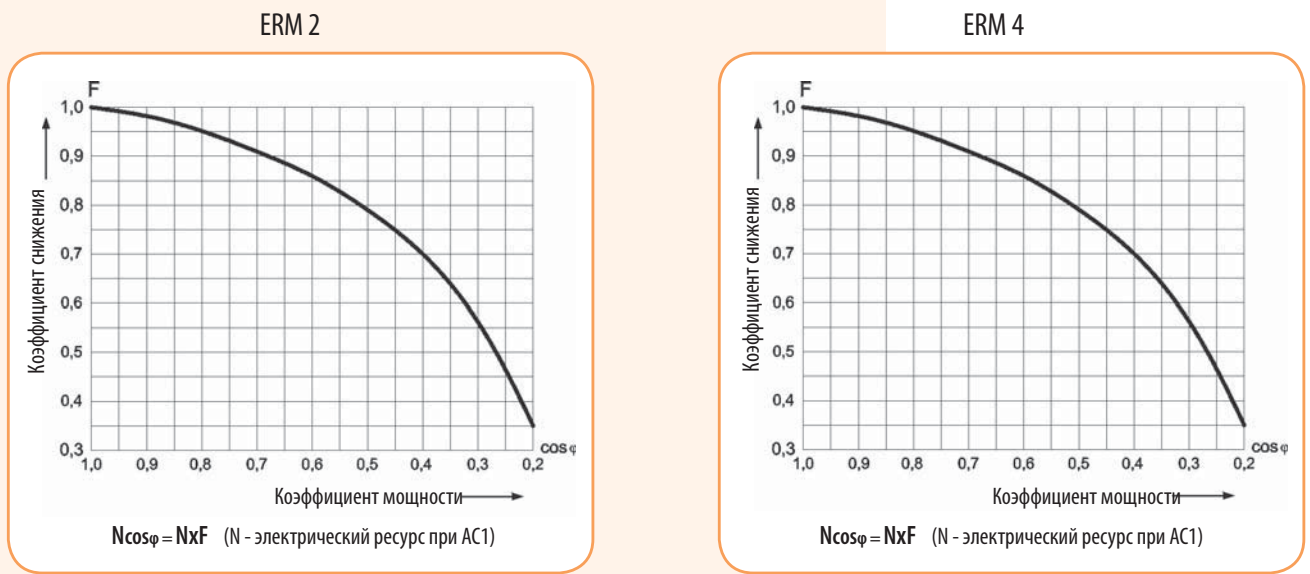 ERM 2
F
1,0
0,9
0,8
0,7
0,6
0,5
0,4
0,3
Коэффициент снижения
1,0 0,9 0,8 0,7 0,6 0,5 0,4 0,3 0,2
cos φ
Коэффициент мощности
Ncosφ = NxF (N - электрический ресурс при AC1)
ERM 4
F
1,0
0,9
0,8
0,7
0,6
0,5
0,4
0,3
Коэффициент снижения
1,0 0,9 0,8 0,7 0,6 0,5 0,4 0,3 0,2
cos φ
Коэффициент мощности
Ncosφ = NxF (N - электрический ресурс при AC1)